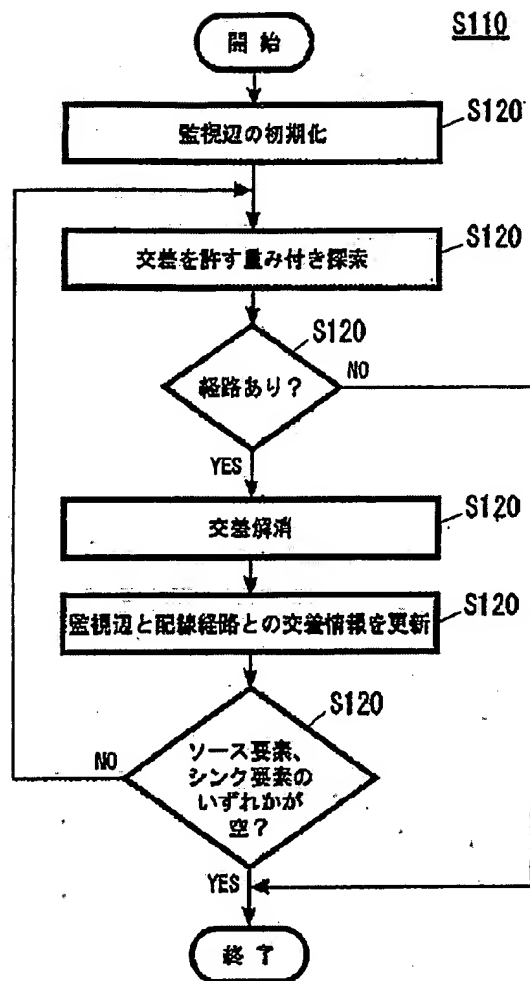 S110
開始
S120
監視辺の初期化
S120
交差を許す重み付き探索
S120
経路あり?
NO
YES
S120
交差解消
S120
監視辺と配線経路との交差情報を更新
S120
ソース要素、
シンク要素の
いずれかが
空?
NO
YES
終了